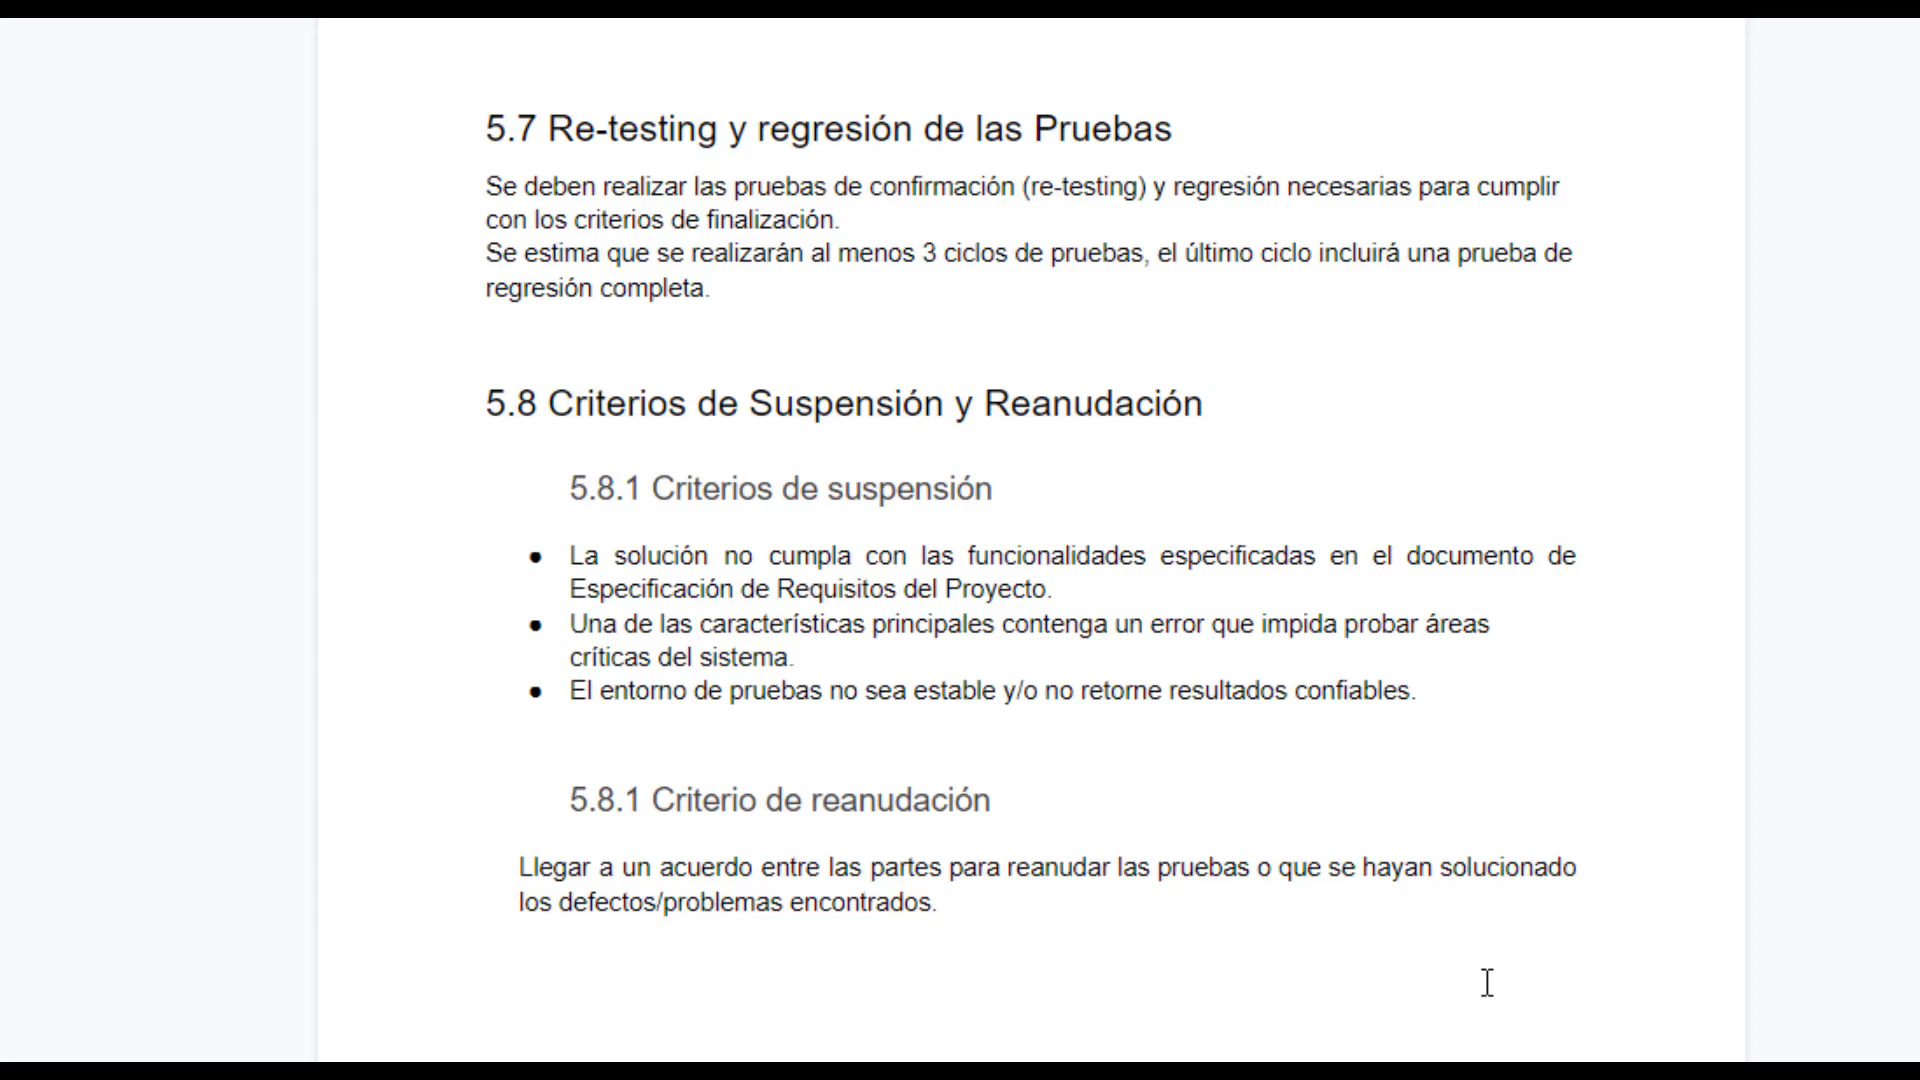 5.7 Re-testing y regresión de las Pruebas
Se deben realizar las pruebas de confirmación (re-testing) y regresión necesarias para cumplir
con los criterios de finalización.
Se estima que se realizarán al menos 3 ciclos de pruebas, el último ciclo incluirá una prueba de
regresión completa.
5.8 Criterios de Suspensión y Reanudación
5.8.1 Criterios de suspensión
● La solución no cumpla con las funcionalidades especificadas en el documento de
Especificación de Requisitos del Proyecto.
● Una de las características principales contenga un error que impida probar áreas
críticas del sistema.
● El entorno de pruebas no sea estable y/o no retorne resultados confiables.
5.8.1 Criterio de reanudación
Llegar a un acuerdo entre las partes para reanudar las pruebas o que se hayan solucionado
los defectos/problemas encontrados.